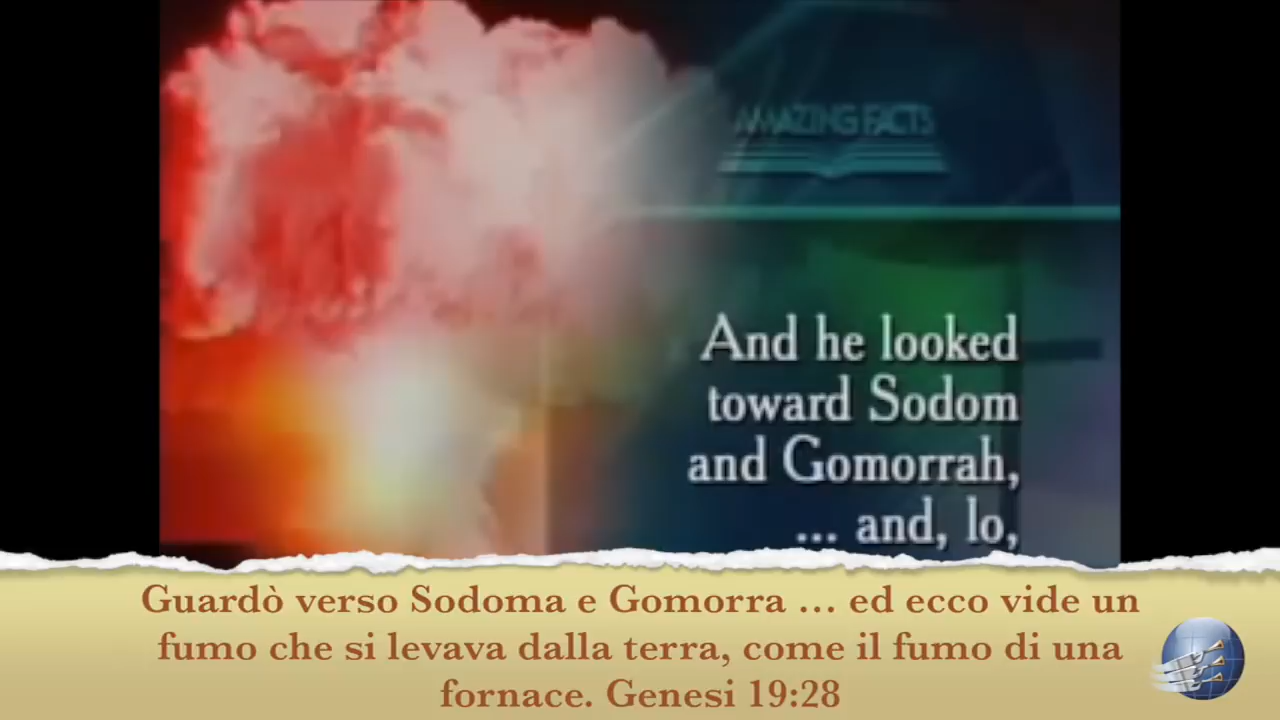 AMAZING FACTS
And he looked
toward Sodom
and Gomorrah,
... and, lo,
Guardò verso Sodoma e Gomorra ... ed ecco vide un
fumo che si levava dalla terra, come il fumo di una
fornace. Genesi 19:28